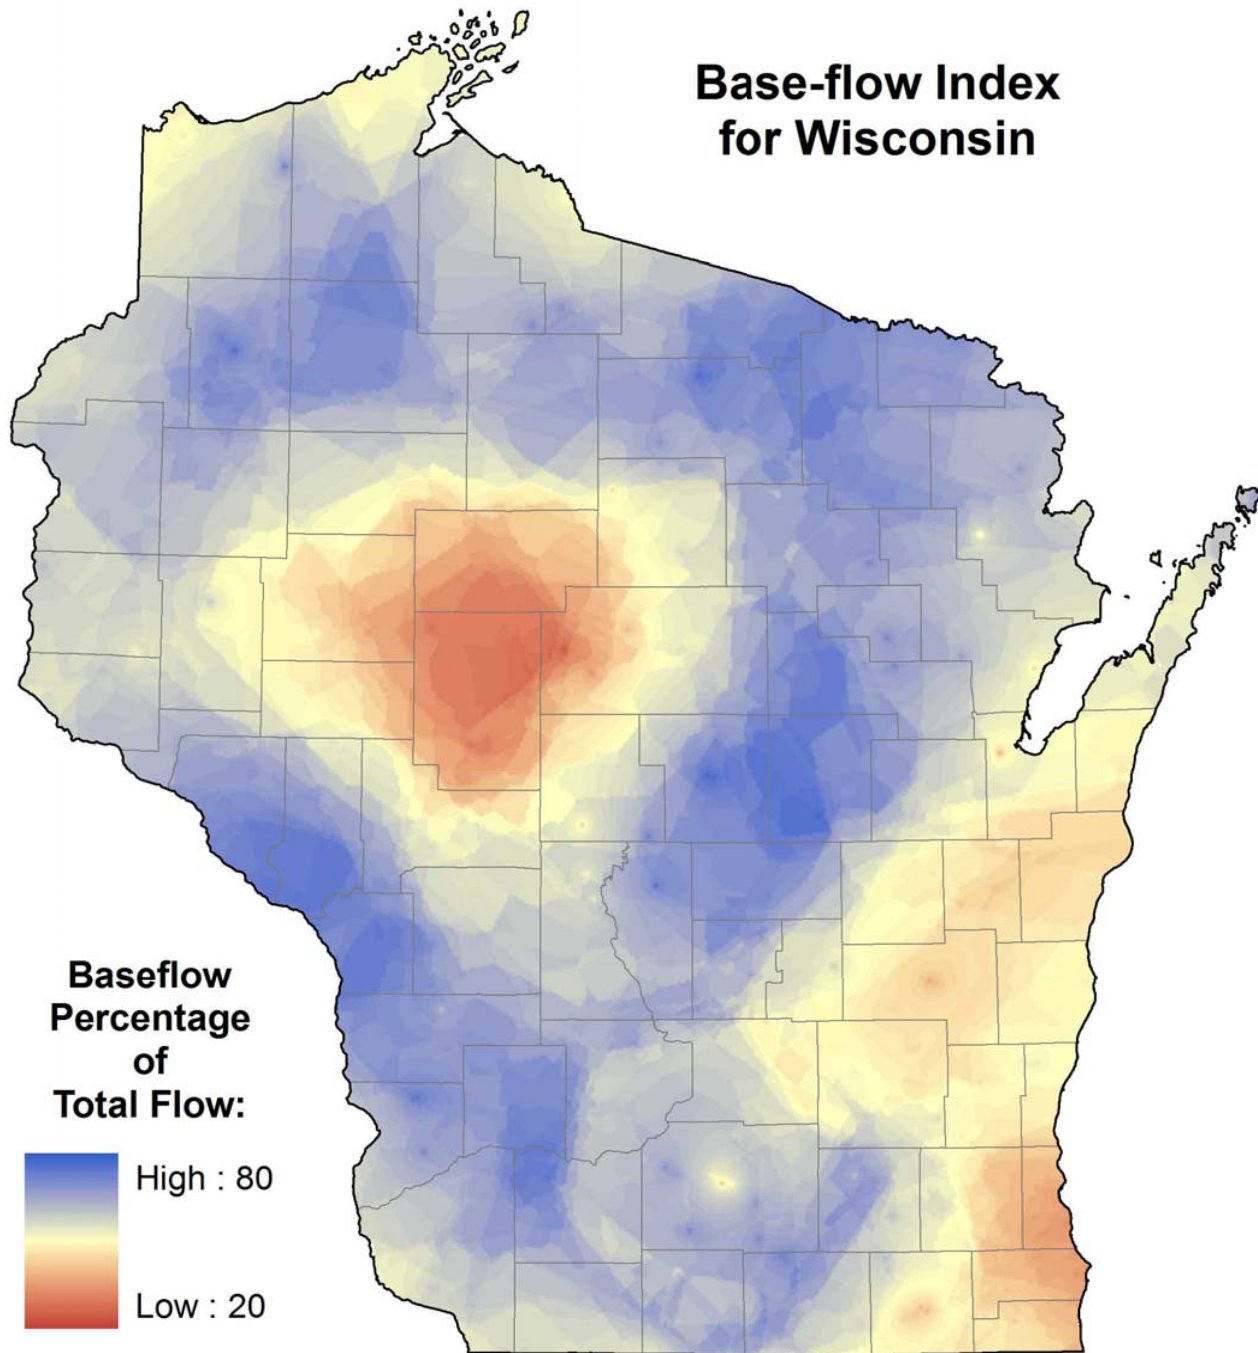 Base-flow Index
for Wisconsin
Baseflow
Percentage
of
Total Flow:
High : 80
Low : 20